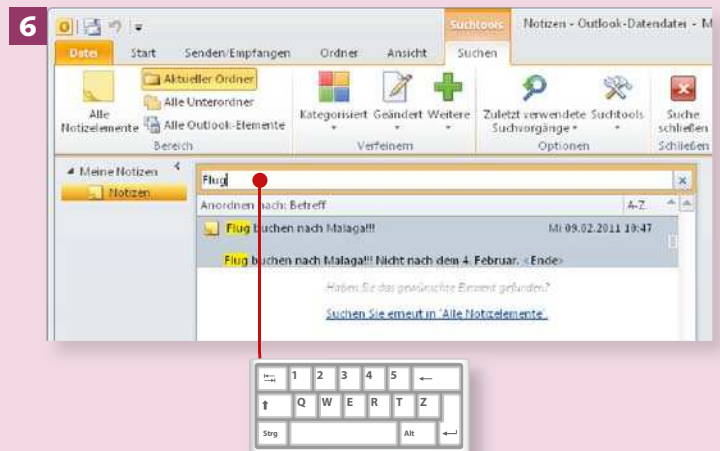 6
Suchtools Notizen - Outlook-Datendatei - M
Datei Start Senden/Empfangen Ordner Ansicht Suchen
Alle Notizelemente
Aktueller Ordner
Alle Unterordner
Alle Outlook-Elemente
Bereich
Kategorisiert Geändert Weitere
Verfeinern
Zuletzt verwendete Suchvorgänge Suchtools
Optionen
Suche schließen
Schließen
Meine Notizen
Notizen
Flug
Anordnen nach: Betreff A-Z
Flug buchen nach Malaga!!! Mi 09.02.2011 10:47
Flug buchen nach Malaga!!! Nicht nach dem 4. Februar. <Ende>
Haben Sie das gewünschte Element gefunden?
Suchen Sie erneut in 'Alle Notizelemente'.
1 2 3 4 5
Q W E R T Z
Strg Alt